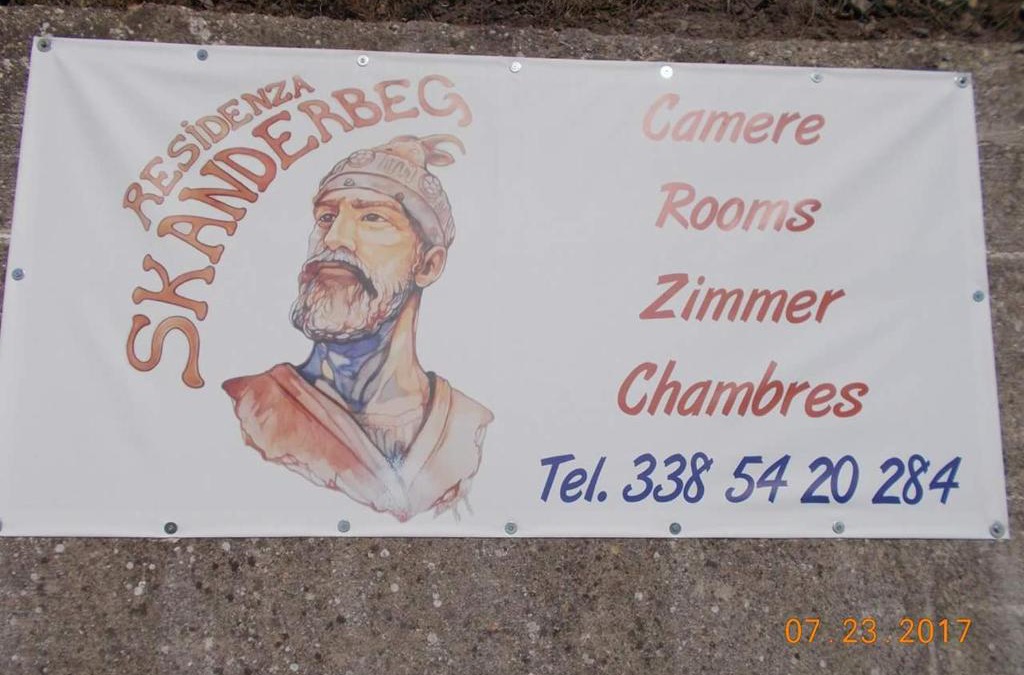 RESiDENZA
SKANDERBEG
Camere
Rooms
Zimmer
Chambres
Tel. 338 54 20 284
07.23.2017